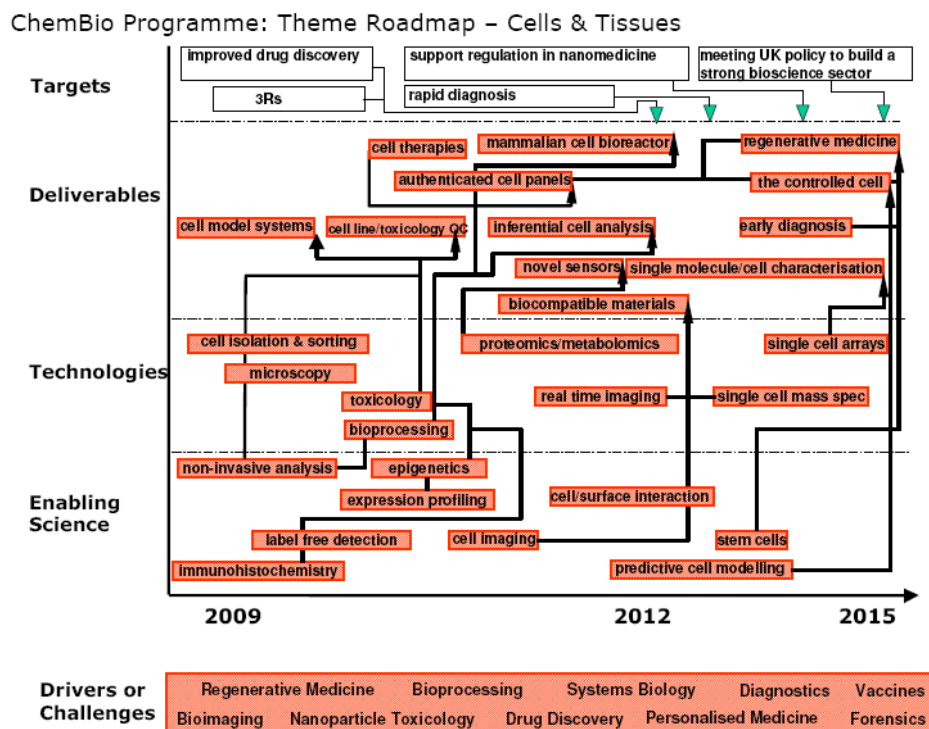 ChemBio Programme: Theme Roadmap – Cells & Tissues
Targets
improved drug discovery
support regulation in nanomedicine
meeting UK policy to build a
strong bioscience sector
3Rs
rapid diagnosis
Deliverables
cell therapies
mammalian cell bioreactor
regenerative medicine
authenticated cell panels
the controlled cell
cell model systems
cell line/toxicology QC
inferential cell analysis
early diagnosis
novel sensors
single molecule/cell characterisation
biocompatible materials
Technologies
cell isolation & sorting
proteomics/metabolomics
single cell arrays
microscopy
toxicology
real time imaging
single cell mass spec
bioprocessing
Enabling
Science
non-invasive analysis
epigenetics
expression profiling
cell/surface interaction
label free detection
cell imaging
stem cells
immunohistochemistry
predictive cell modelling
2009
2012
2015
Drivers or
Challenges
Regenerative Medicine
Bioprocessing
Systems Biology
Diagnostics
Vaccines
Bioimaging
Nanoparticle Toxicology
Drug Discovery
Personalised Medicine
Forensics